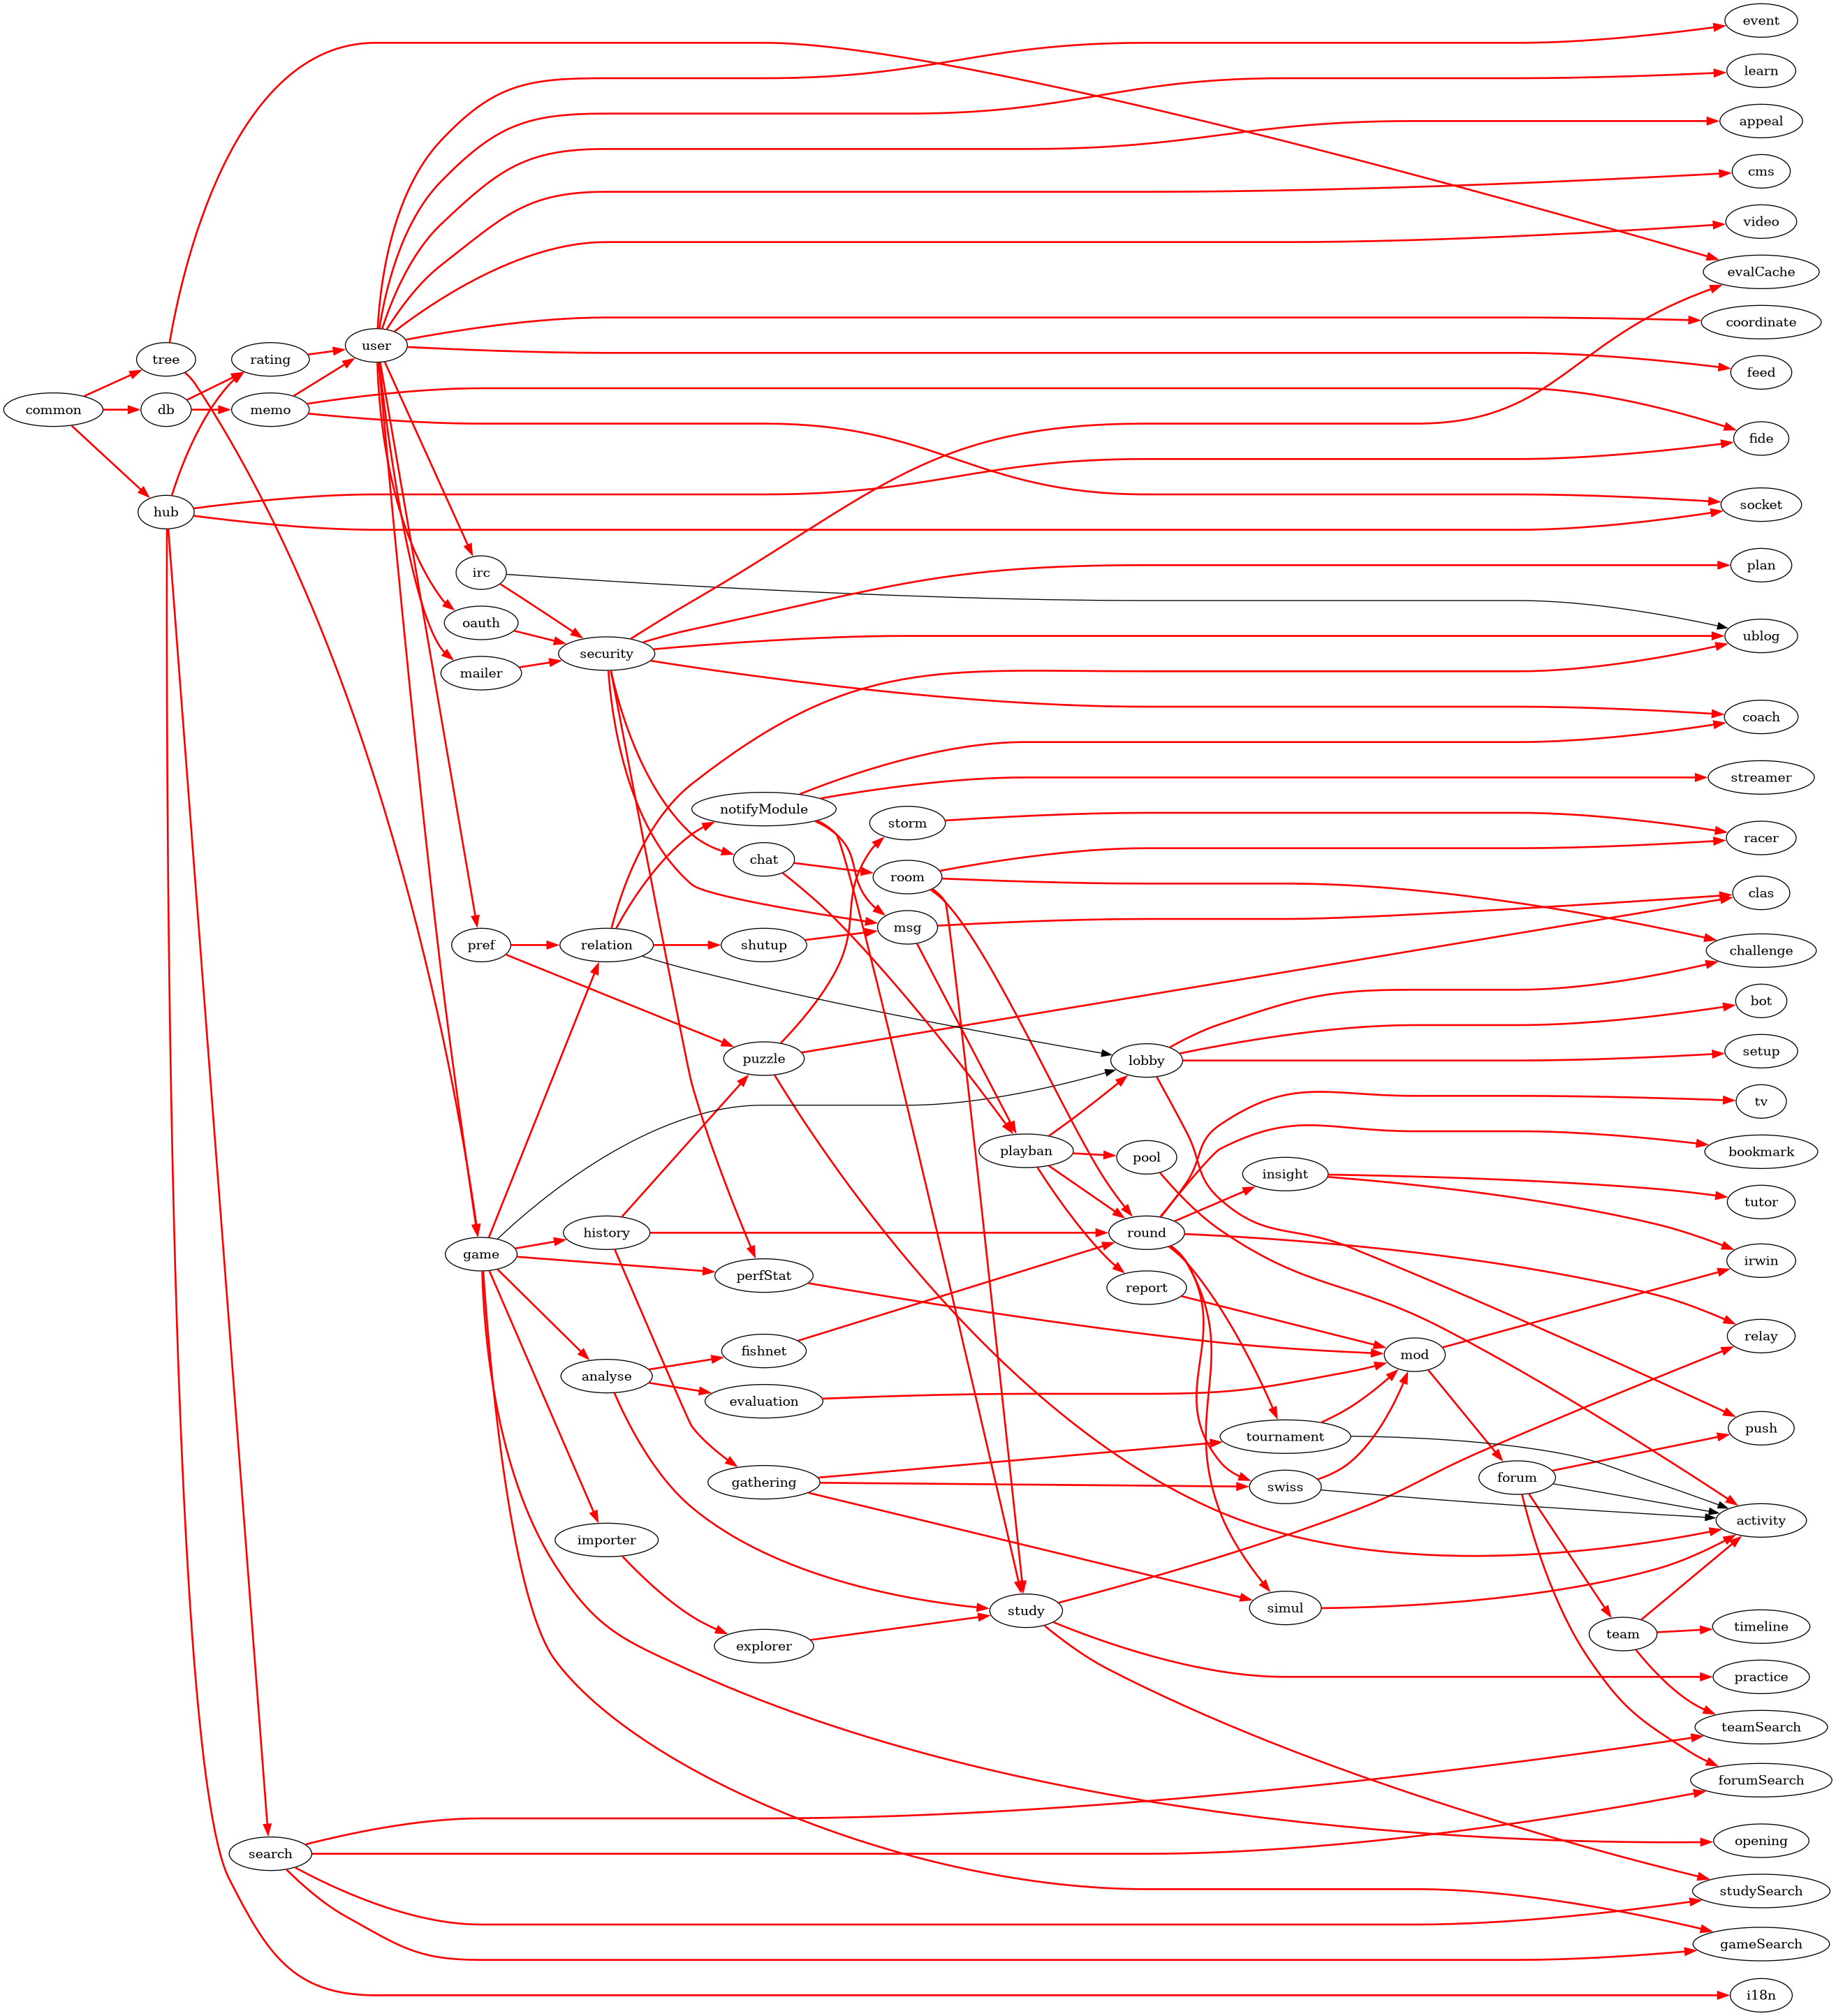 event
learn
appeal
cms
video
evalCache
coordinate
user
tree
rating
feed
common
db
memo
fide
socket
hub
plan
irc
oauth
ublog
security
mailer
coach
streamer
notifyModule
storm
racer
chat
room
clas
msg
pref
relation
shutup
challenge
bot
setup
puzzle
lobby
tv
playban
bookmark
pool
insight
tutor
history
round
game
irwin
perfStat
report
relay
fishnet
mod
analyse
evaluation
push
tournament
forum
gathering
swiss
activity
importer
simul
study
timeline
team
explorer
practice
teamSearch
forumSearch
opening
search
studySearch
gameSearch
i18n